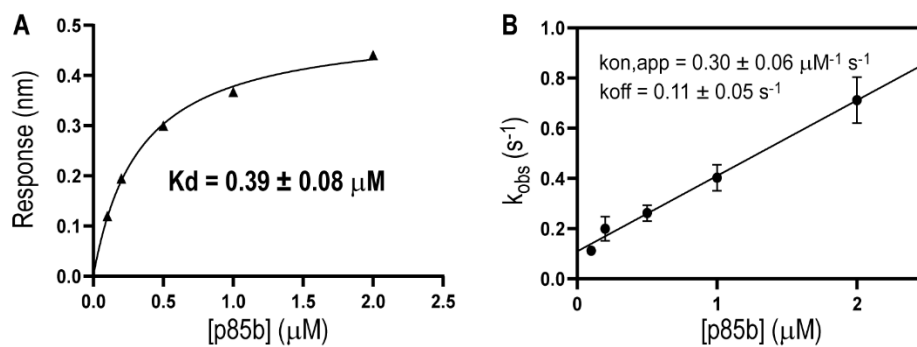 A
Response (nm)
0.5
0.4
0.3
0.2
0.1
0.0
Kd = 0.39 ± 0.08 μM
0.0 0.5 1.0 1.5 2.0 2.5
[p85b] (μM)
B
kobs (s-1)
1.0
0.8
0.6
0.4
0.2
0.0
kon,app = 0.30 ± 0.06 μM-1 s-1
koff = 0.11 ± 0.05 s-1
0 1 2
[p85b] (μM)